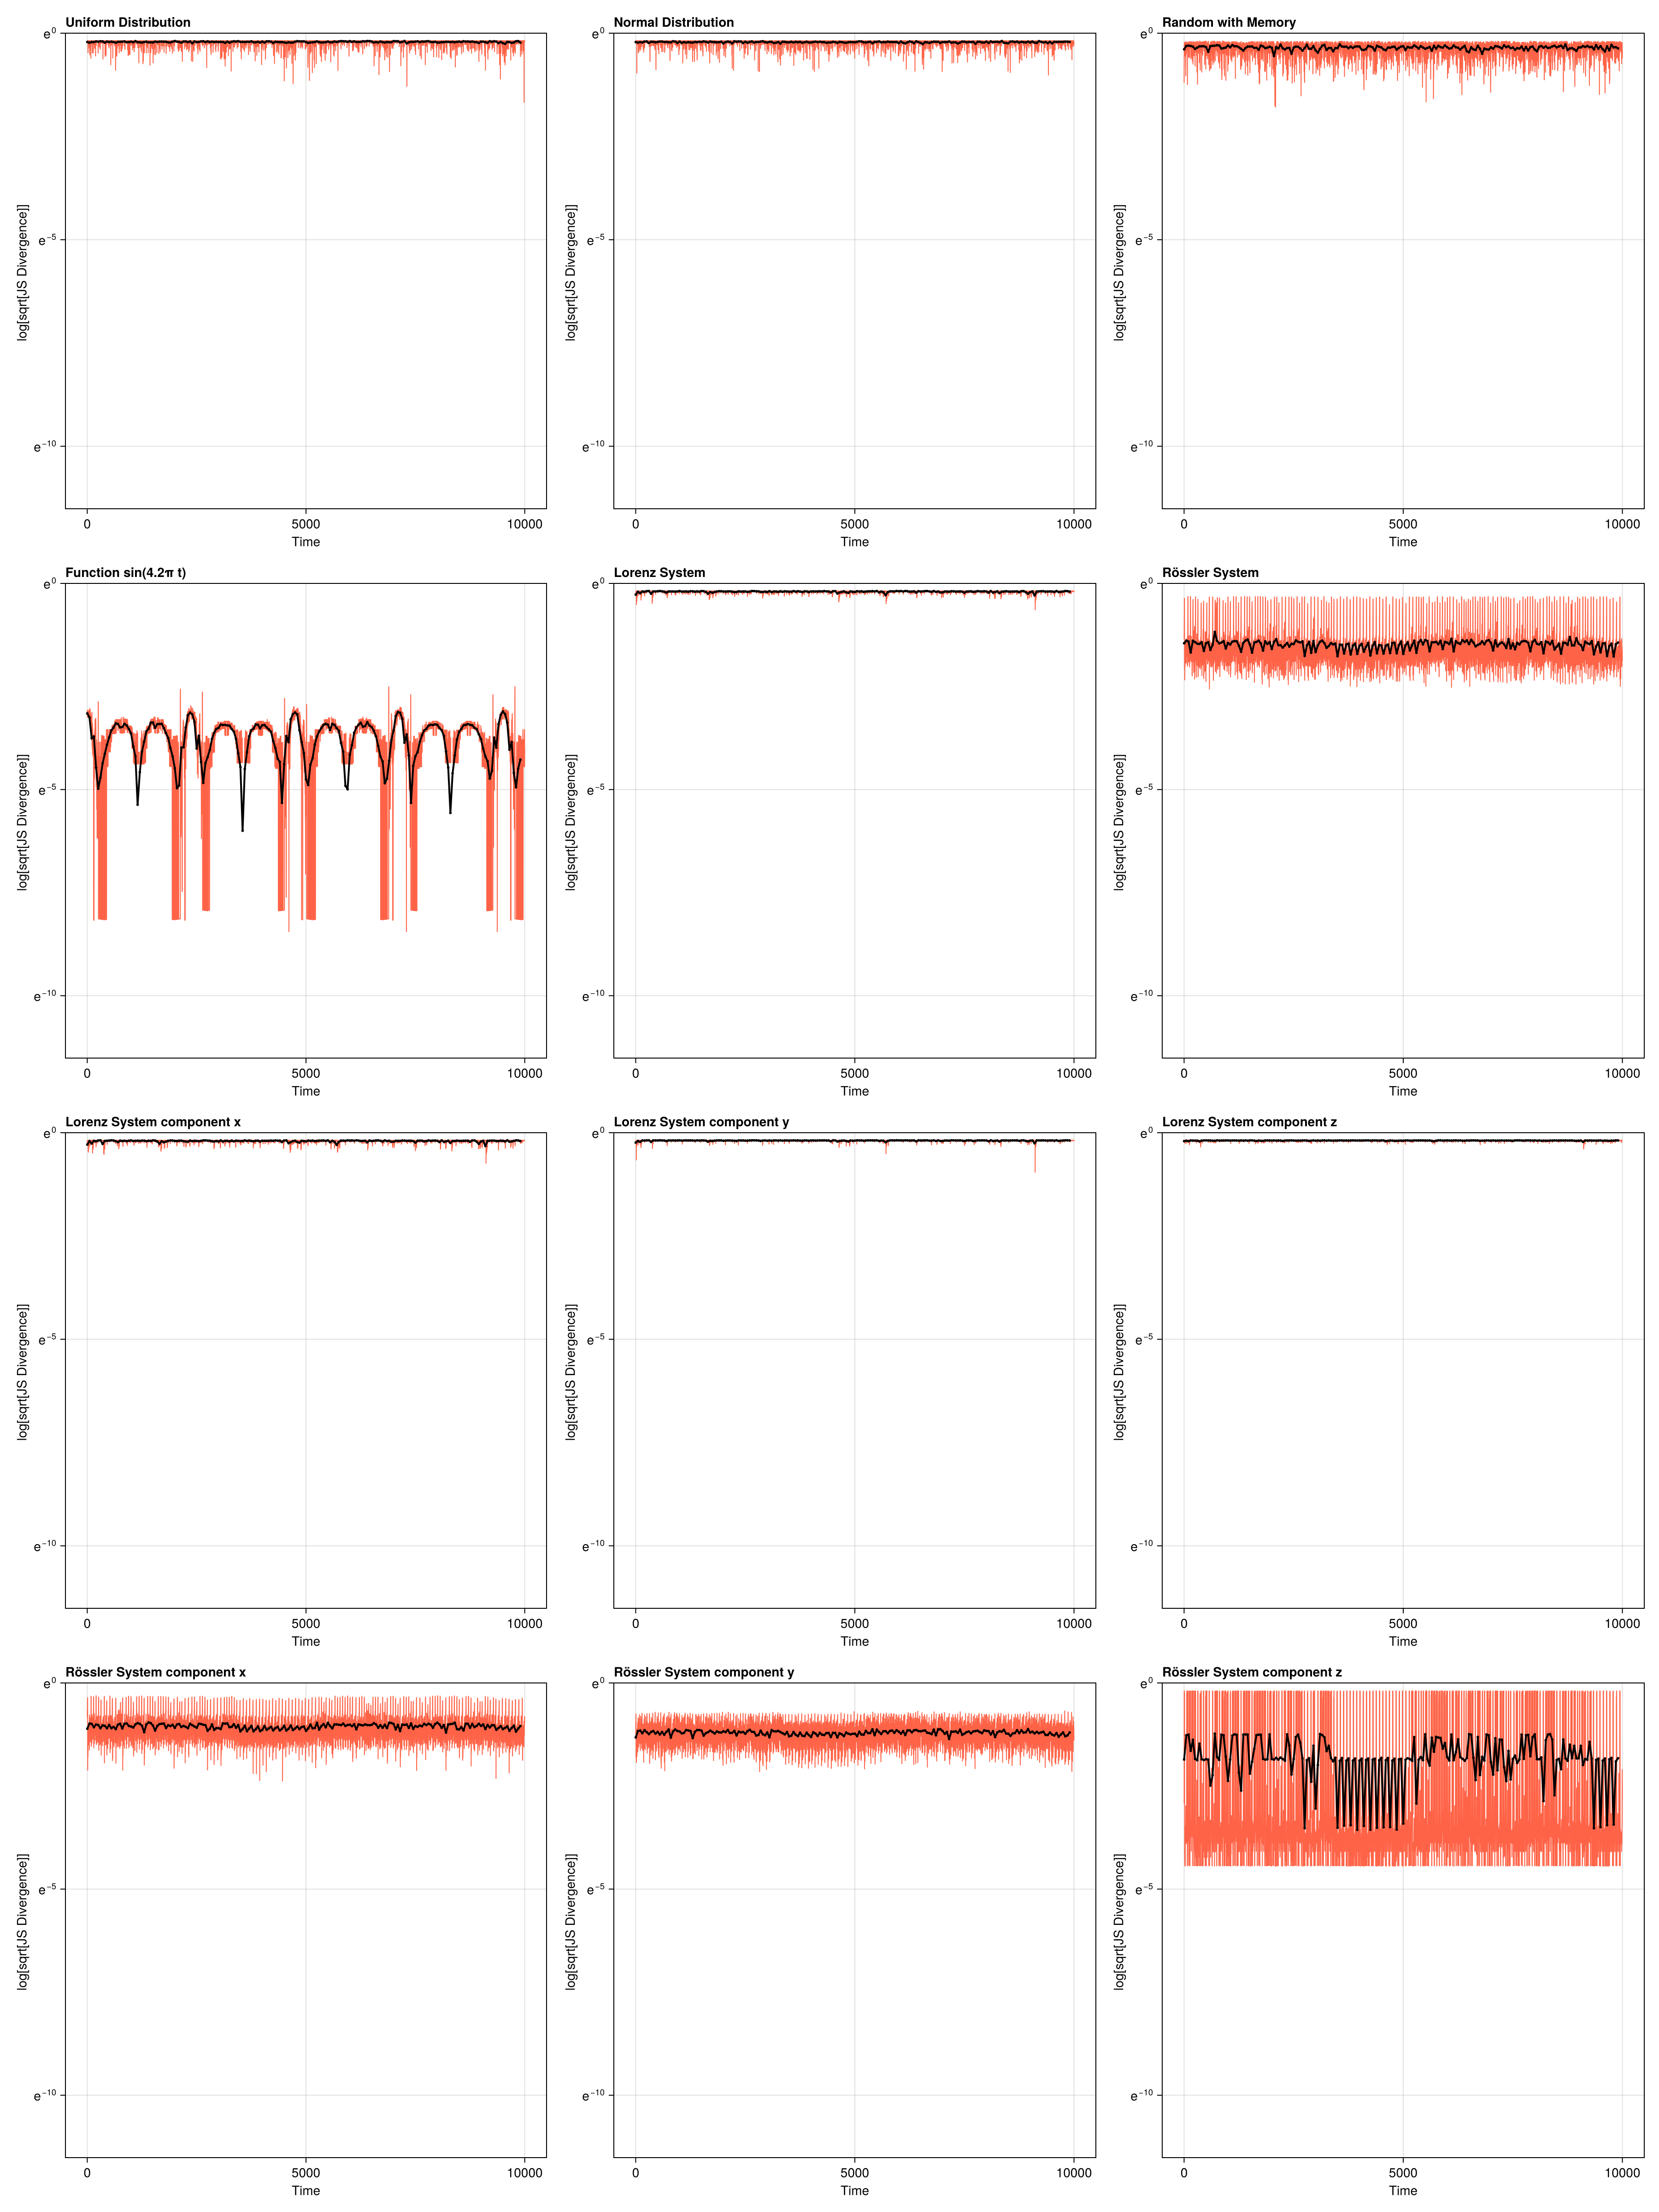 Uniform Distribution
e⁰
e⁻⁵
e⁻¹⁰
log[sqrt[JS Divergence]]
0 5000 10000
Time
Normal Distribution
e⁰
e⁻⁵
e⁻¹⁰
log[sqrt[JS Divergence]]
0 5000 10000
Time
Random with Memory
e⁰
e⁻⁵
e⁻¹⁰
log[sqrt[JS Divergence]]
0 5000 10000
Time
Function sin(4.2π t)
e⁰
e⁻⁵
e⁻¹⁰
log[sqrt[JS Divergence]]
0 5000 10000
Time
Lorenz System
e⁰
e⁻⁵
e⁻¹⁰
log[sqrt[JS Divergence]]
0 5000 10000
Time
Rössler System
e⁰
e⁻⁵
e⁻¹⁰
log[sqrt[JS Divergence]]
0 5000 10000
Time
Lorenz System component x
e⁰
e⁻⁵
e⁻¹⁰
log[sqrt[JS Divergence]]
0 5000 10000
Time
Lorenz System component y
e⁰
e⁻⁵
e⁻¹⁰
log[sqrt[JS Divergence]]
0 5000 10000
Time
Lorenz System component z
e⁰
e⁻⁵
e⁻¹⁰
log[sqrt[JS Divergence]]
0 5000 10000
Time
Rössler System component x
e⁰
e⁻⁵
e⁻¹⁰
log[sqrt[JS Divergence]]
0 5000 10000
Time
Rössler System component y
e⁰
e⁻⁵
e⁻¹⁰
log[sqrt[JS Divergence]]
0 5000 10000
Time
Rössler System component z
e⁰
e⁻⁵
e⁻¹⁰
log[sqrt[JS Divergence]]
0 5000 10000
Time